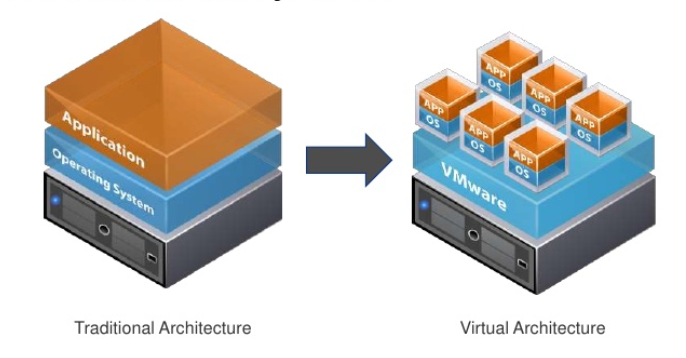 Application
Operating System
APP
OS
APP
OS
APP
OS
APP
OS
APP
OS
APP
OS
VMware
Traditional Architecture
Virtual Architecture